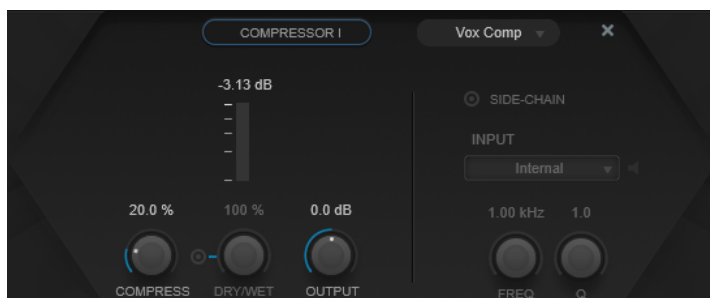 COMPRESSOR I
Vox Comp
-3.13 dB
SIDE-CHAIN
INPUT
Internal
20.0 %
100 %
0.0 dB
1.00 kHz
1.0
COMPRESS
DRY/WET
OUTPUT
FREQ
Q